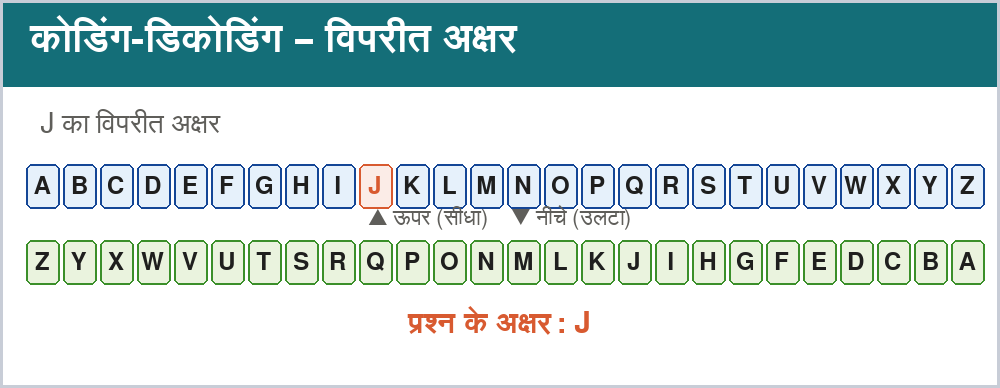 कोडिंग-डिकोडिंग – विपरीत अक्षर
J का विपरीत अक्षर
A B C D E F G H I J K L M N O P Q R S T U V W X Y Z
▲ ऊपर (सीधा) ▼ नीचे (उलटा)
Z Y X W V U T S R Q P O N M L K J I H G F E D C B A
प्रश्न के अक्षर : J